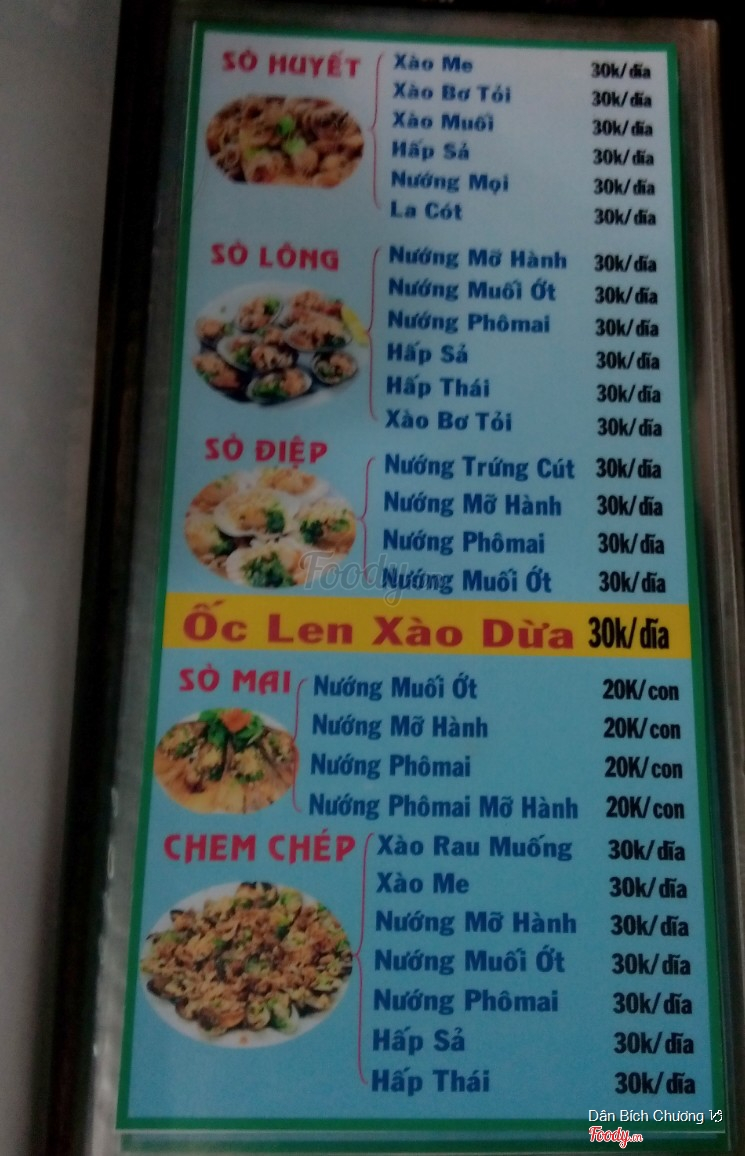 SÒ HUYẾT
Xào Me 30k/dĩa
Xào Bơ Tỏi 30k/dĩa
Xào Muối 30k/dĩa
Hấp Sả 30k/dĩa
Nướng Mọi 30k/dĩa
La Cót 30k/dĩa
SÒ LÔNG
Nướng Mỡ Hành 30k/dĩa
Nướng Muối Ớt 30k/dĩa
Nướng Phômai 30k/dĩa
Hấp Sả 30k/dĩa
Hấp Thái 30k/dĩa
Xào Bơ Tỏi 30k/dĩa
SÒ ĐIỆP
Nướng Trứng Cút 30k/dĩa
Nướng Mỡ Hành 30k/dĩa
Nướng Phômai 30k/dĩa
Nướng Muối Ớt 30k/dĩa
Foody.vn
Ốc Len Xào Dừa 30k/dĩa
SÒ MAI
Nướng Muối Ớt 20K/con
Nướng Mỡ Hành 20K/con
Nướng Phômai 20K/con
Nướng Phômai Mỡ Hành 20K/con
CHEM CHÉP
Xào Rau Muống 30k/dĩa
Xào Me 30k/dĩa
Nướng Mỡ Hành 30k/dĩa
Nướng Muối Ớt 30k/dĩa
Nướng Phômai 30k/dĩa
Hấp Sả 30k/dĩa
Hấp Thái 30k/dĩa
Dân Bích Chương
Foody.vn